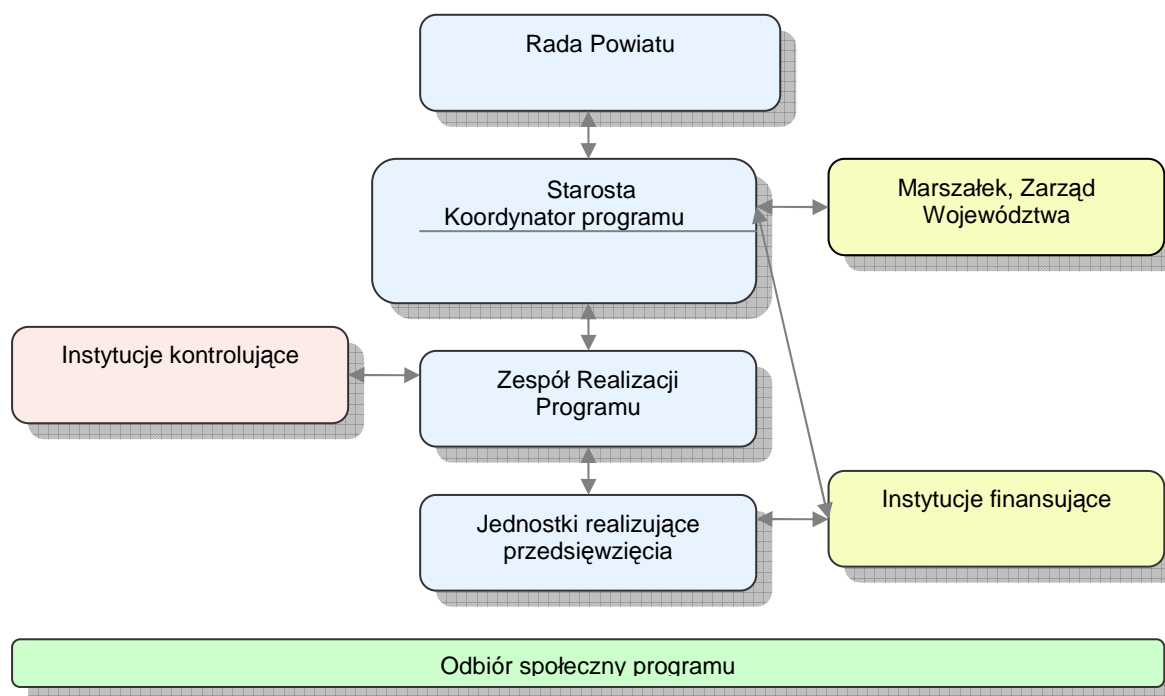 Rada Powiatu
Starosta
Koordynator programu
Marszałek, Zarząd
Województwa
Instytucje kontrolujące
Zespół Realizacji
Programu
Jednostki realizujące
przedsięwzięcia
Instytucje finansujące
Odbiór społeczny programu